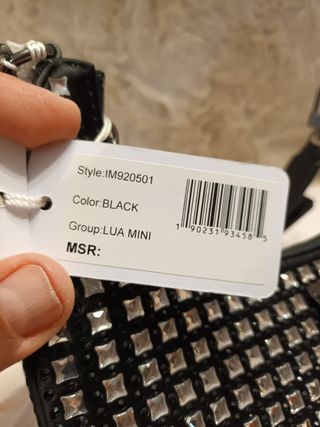 Style:IM920501
Color:BLACK
Group:LUA MINI
MSR:
1 90231 93458 5